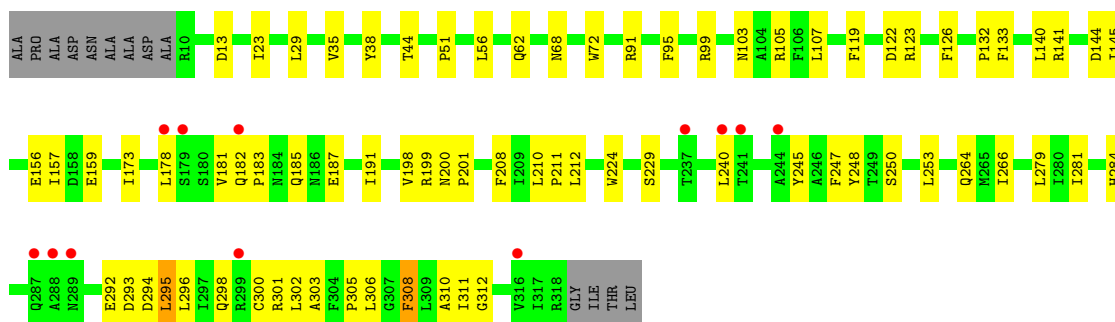 ALA PRO ALA ASP ASN ALA ALA ASP ALA R10 D13 I23 L29 V35 Y38 T44 P51 L56 Q62 N68 W72 R91 F95 R99 N103 A104 R105 F106 L107 F119 D122 R123 F126 P132 F133 L140 R141 D144 I145
E156 I157 D158 E159 I173 L178 S179 S180 V181 Q182 P183 N184 Q185 N186 E187 I191 V198 R199 N200 P201 F208 I209 L210 P211 L212 W224 S229 T237 L240 T241 A244 Y245 A246 F247 Y248 T249 S250 L253 Q264 M265 I266 L279 I280 I281 H284
Q287 A288 N289 E292 D293 D294 L295 L296 I297 Q298 R299 C300 R301 L302 A303 F304 P305 L306 G307 F308 L309 A310 I311 G312 V316 I317 R318 GLY ILE THR LEU